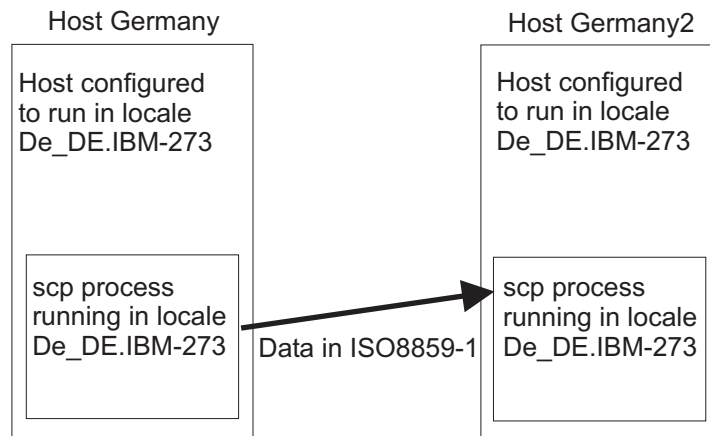 Host Germany
Host configured
to run in locale
De_DE.IBM-273
scp process
running in locale
De_DE.IBM-273
Data in ISO8859-1
Host Germany2
Host configured
to run in locale
De_DE.IBM-273
scp process
running in locale
De_DE.IBM-273